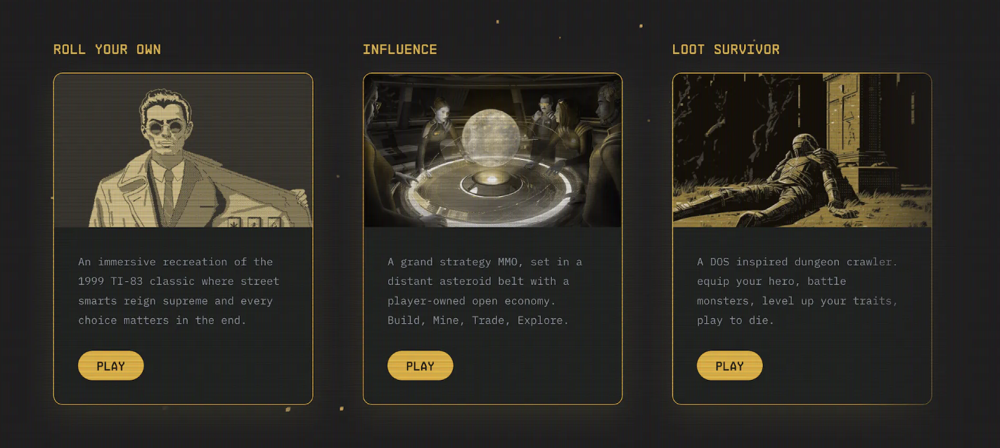 ROLL YOUR OWN
An immersive recreation of the
1999 TI-83 classic where street
smarts reign supreme and every
choice matters in the end.
PLAY
INFLUENCE
A grand strategy MMO, set in a
distant asteroid belt with a
player-owned open economy.
Build, Mine, Trade, Explore.
PLAY
LOOT SURVIVOR
A DOS inspired dungeon crawler.
equip your hero, battle
monsters, level up your traits,
play to die.
PLAY